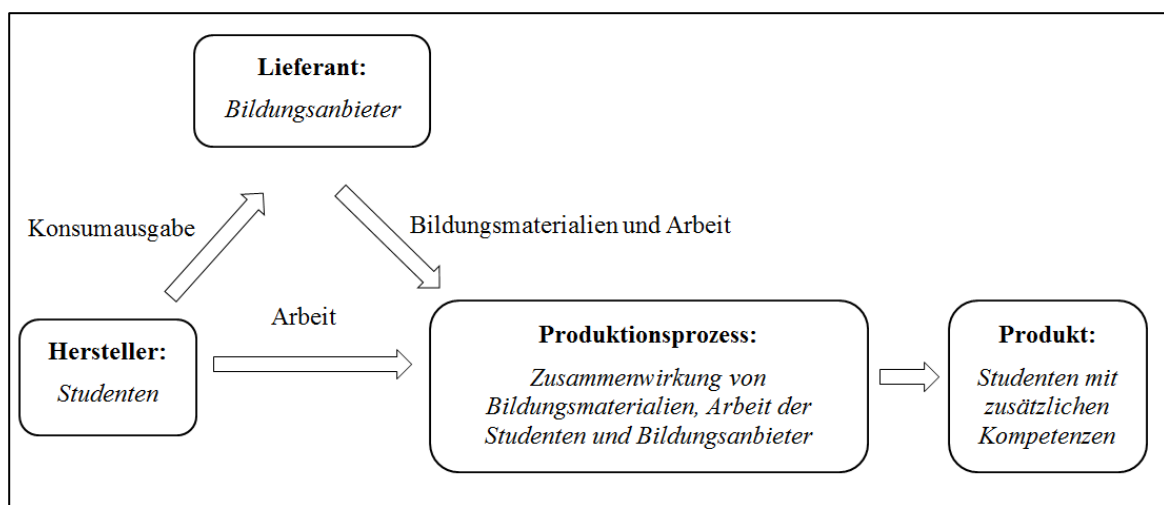 Lieferant:
Bildungsanbieter
Konsumausgabe
Bildungsmaterialien und Arbeit
Arbeit
Hersteller:
Studenten
Produktionsprozess:
Zusammenwirkung von
Bildungsmaterialien, Arbeit der
Studenten und Bildungsanbieter
Produkt:
Studenten mit
zusätzlichen
Kompetenzen